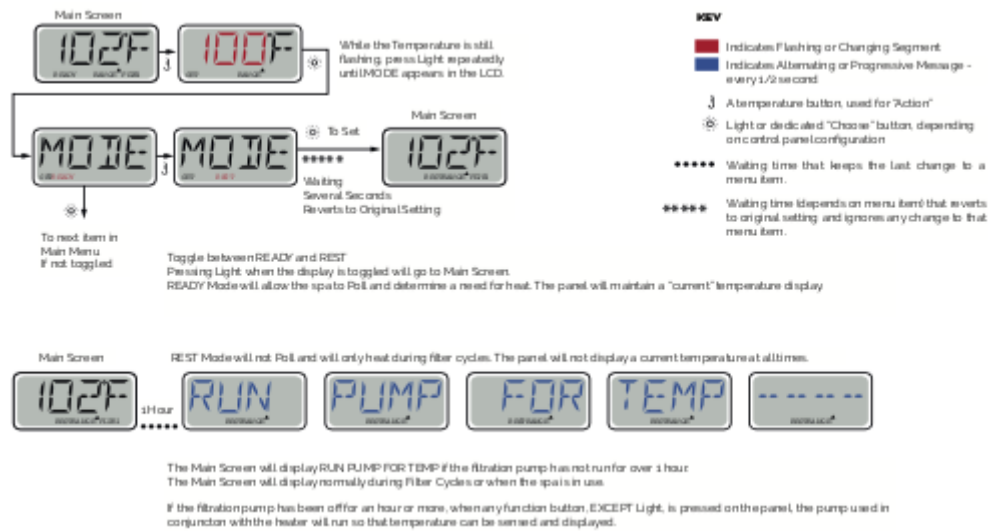 Main Screen
102F
READY
100F
While the Temperature is still
flashing, press Light repeatedly
until MODE appears in the LCD.
KEY
Indicates Flashing or Changing Segment
Indicates Alternating or Progressive Message -
every 1/2 second
A temperature button, used for "Action"
Light or dedicated "Choose" button, depending
on control panel configuration
Waiting time that keeps the last change to a
menu item.
Waiting time (depends on menu item) that reverts
to original setting and ignores any change to that
menu item.
MODE
MODE
To Set
*****
Waiting
Several Seconds
Reverts to Original Setting
Main Screen
102F
To next item in
Main Menu
If not toggled
Toggle between READY and REST
Pressing Light when the display is toggled will go to Main Screen.
READY Mode will allow the spa to Poll and determine a need for heat. The panel will maintain a "current" temperature display
Main Screen
REST Mode will not Poll and will only heat during filter cycles. The panel will not display a current temperature at all times.
102F
1 Hour
RUN
PUMP
FOR
TEMP
----
The Main Screen will display RUN PUMP FOR TEMP if the filtration pump has not run for over 1 hour
The Main Screen will display normally during Filter Cycles or when the spa is in use.
If the filtration pump has been off for an hour or more, when any function button, EXCEPT Light, is pressed on the panel, the pump used in
conjuncton with the heater will run so that temperature can be sensed and displayed.